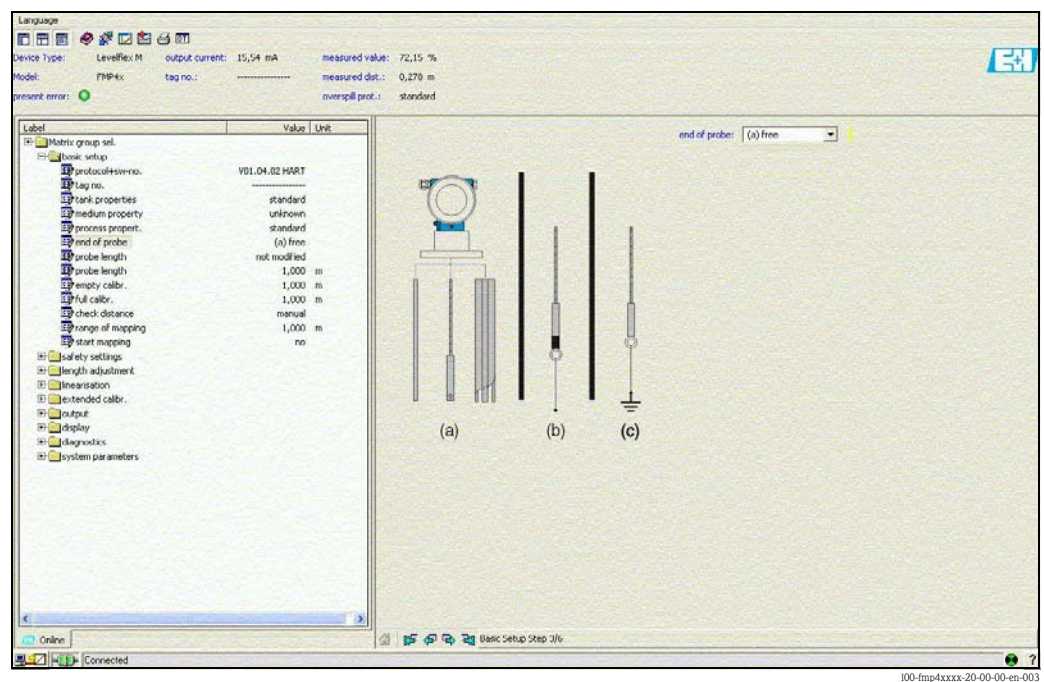 Language
Device Type: Levelflex M output current: 15,54 mA measured value: 72,15 %
Model: FMP4x tag no.: ---------------- measured dist.: 0,278 m
present error: overspill prot.: standard
E+H
Label Value Unit
Matrix group sel.
basic setup
protocol+sw-no. V01.04.02 HART
tag no. ----------------
tank properties standard
medium property unknown
process propert. standard
end of probe (a) free
probe length not modified
probe length 1,000 m
empty calibr. 1,000 m
full calibr. 1,000 m
check distance manual
range of mapping 1,000 m
start mapping no
safety settings
length adjustment
linearisation
extended calibr.
output
display
diagnostics
system parameters
end of probe: (a) free
(a) (b) (c)
Online
Basic Setup Step 3/6
Connected
l00-fmp4xxxx-20-00-00-en-003